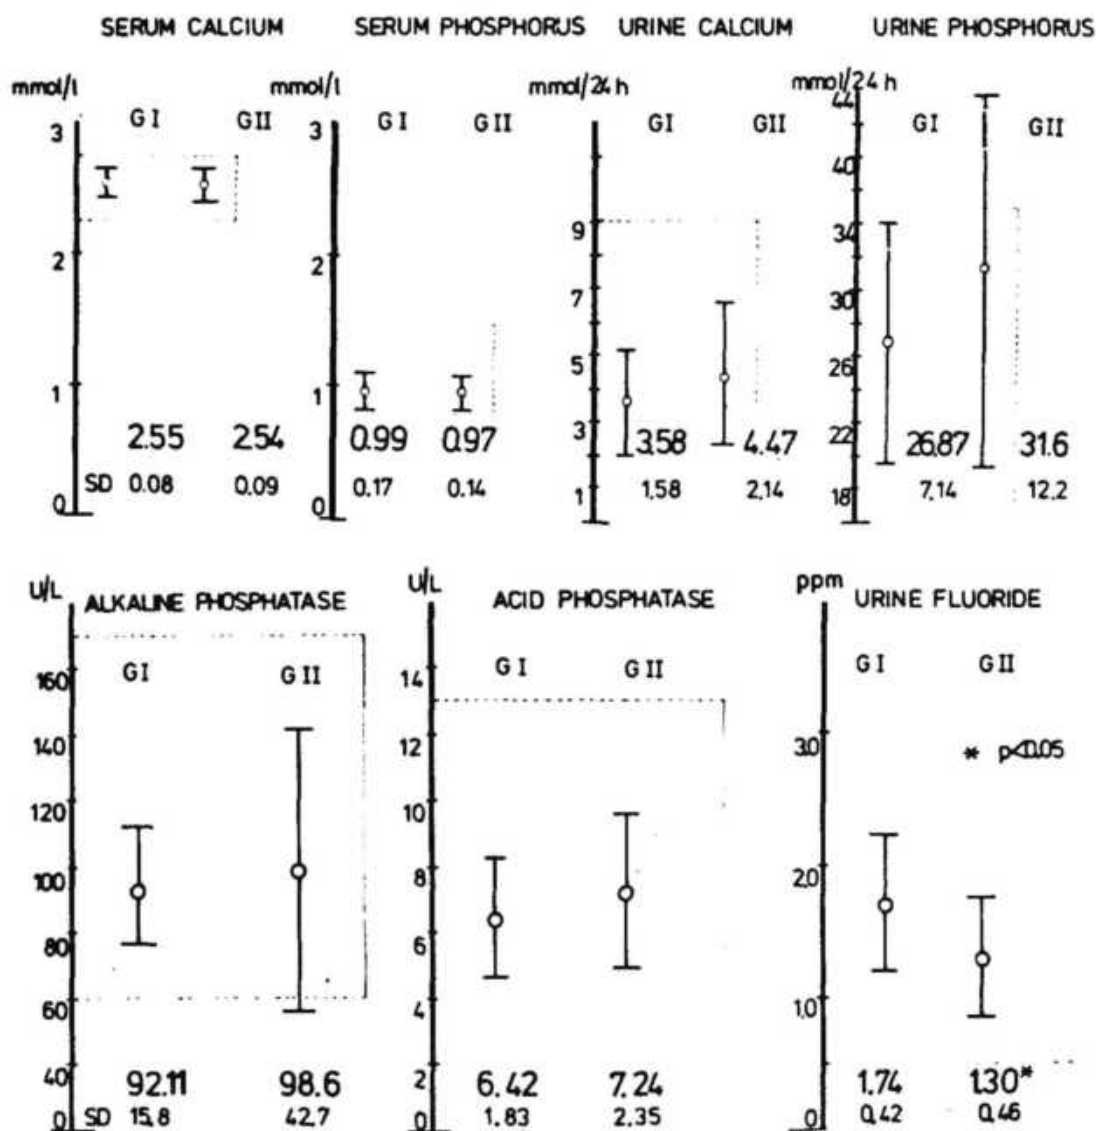 SERUM CALCIUM SERUM PHOSPHORUS URINE CALCIUM URINE PHOSPHORUS
mmol/l mmol/l mmol/24 h mmol/24 h
GI GII GI GII GI GII GI GII
3 3 9 44
2 2 7 40
1 1 5 34
0 0 3 30
1 26
22
18
2.55 2.54 0.99 0.97 3.58 4.47 26.87 31.6
SD 0.08 0.09 0.17 0.14 1.58 2.14 7.14 12.2
U/L U/L ppm
ALKALINE PHOSPHATASE ACID PHOSPHATASE URINE FLUORIDE
GI GII GI GII GI GII
160 14 3.0
140 12 2.0
120 10 1.0
100 8 0
80 6
60 4
40 2
0 0
* p<0.05
92.11 98.6 6.42 7.24 1.74 1.30*
SD 15.8 42.7 1.83 2.35 0.42 0.46